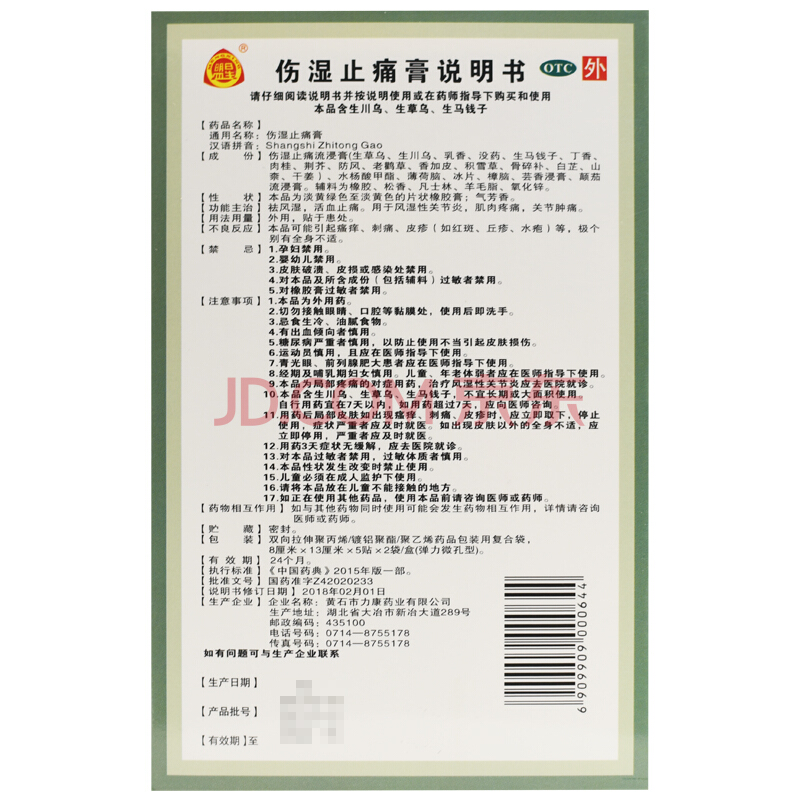 伤湿止痛膏说明书 OTC 外
请仔细阅读说明书并按说明使用或在药师指导下购买和使用
本品含生川乌、生草乌、生马钱子
【药品名称】
通用名称：伤湿止痛膏
汉语拼音：Shangshi Zhitong Gao
【成 份】伤湿止痛流浸膏(生草乌、生川乌、乳香、没药、生马钱子、丁香、
肉桂、荆芥、防风、老鹳草、香加皮、积雪草、骨碎补、白芷、山
柰、干姜）、水杨酸甲酯、薄荷脑、冰片、樟脑、芸香浸膏、颠茄
流浸膏。辅料为橡胶、松香、凡士林、羊毛脂、氧化锌。
【性 状】本品为淡黄绿色至淡黄色的片状橡胶膏；气芳香。
【功能主治】祛风湿，活血止痛。用于风湿性关节炎，肌肉疼痛，关节肿痛。
【用法用量】外用，贴于患处。
【不良反应】本品可能引起瘙痒、刺痛、皮疹（如红斑、丘疹、水疱）等，极个
别有全身不适。
【禁 忌】1.孕妇禁用。
2.婴幼儿禁用。
3.皮肤破溃、皮损或感染处禁用。
4.对本品及所含成份（包括辅料）过敏者禁用。
5.对橡胶膏过敏者禁用。
【注意事项】1.本品为外用药。
2.切勿接触眼睛、口腔等黏膜处，使用后即洗手。
3.忌食生冷、油腻食物。
4.有出血倾向者慎用。
5.糖尿病严重者慎用，以防止使用不当引起皮肤损伤。
6.运动员慎用，且应在医师指导下使用。
7.青光眼、前列腺肥大患者应在医师指导下使用。
8.经期及哺乳期妇女慎用。儿童、年老体弱者应在医师指导下使用。
9.本品为局部疼痛的对症用药，治疗风湿性关节炎应去医院就诊。
10.本品含生川乌、生草乌、生马钱子，不宜长期或大面积使用。
自行用药宜在7天以内，如用药超过7天，应向医师咨询。
11.用药后局部皮肤如出现瘙痒、刺痛、皮疹时，应立即取下，停止
使用，症状严重者应及时就医。如出现皮肤以外的全身不适，应
立即停用，严重者应及时就医。
12.用药3天症状无缓解，应去医院就诊。
13.对本品过敏者禁用，过敏体质者慎用。
14.本品性状发生改变时禁止使用。
15.儿童必须在成人监护下使用。
16.请将本品放在儿童不能接触的地方。
17.如正在使用其他药品，使用本品前请咨询医师或药师。
【药物相互作用】如与其他药物同时使用可能会发生药物相互作用，详情请咨询
医师或药师。
【贮 藏】密封。
【包 装】双向拉伸聚丙烯/镀铝聚酯/聚乙烯药品包装用复合袋，
8厘米×13厘米×5贴×2袋/盒(弹力微孔型)。
【有 效 期】24个月。
【执行标准】《中国药典》2015年版一部。
【批准文号】国药准字Z42020233
【说明书修订日期】2018年02月01日
【生产企业】企业名称：黄石市力康药业有限公司
生产地址：湖北省大冶市新冶大道289号
邮政编码：435100
电话号码：0714—8755178
传真号码：0714—8755178
如有问题可与生产企业联系
【生产日期】
【产品批号】
【有效期】至
6909906000644
JD.COM 京东